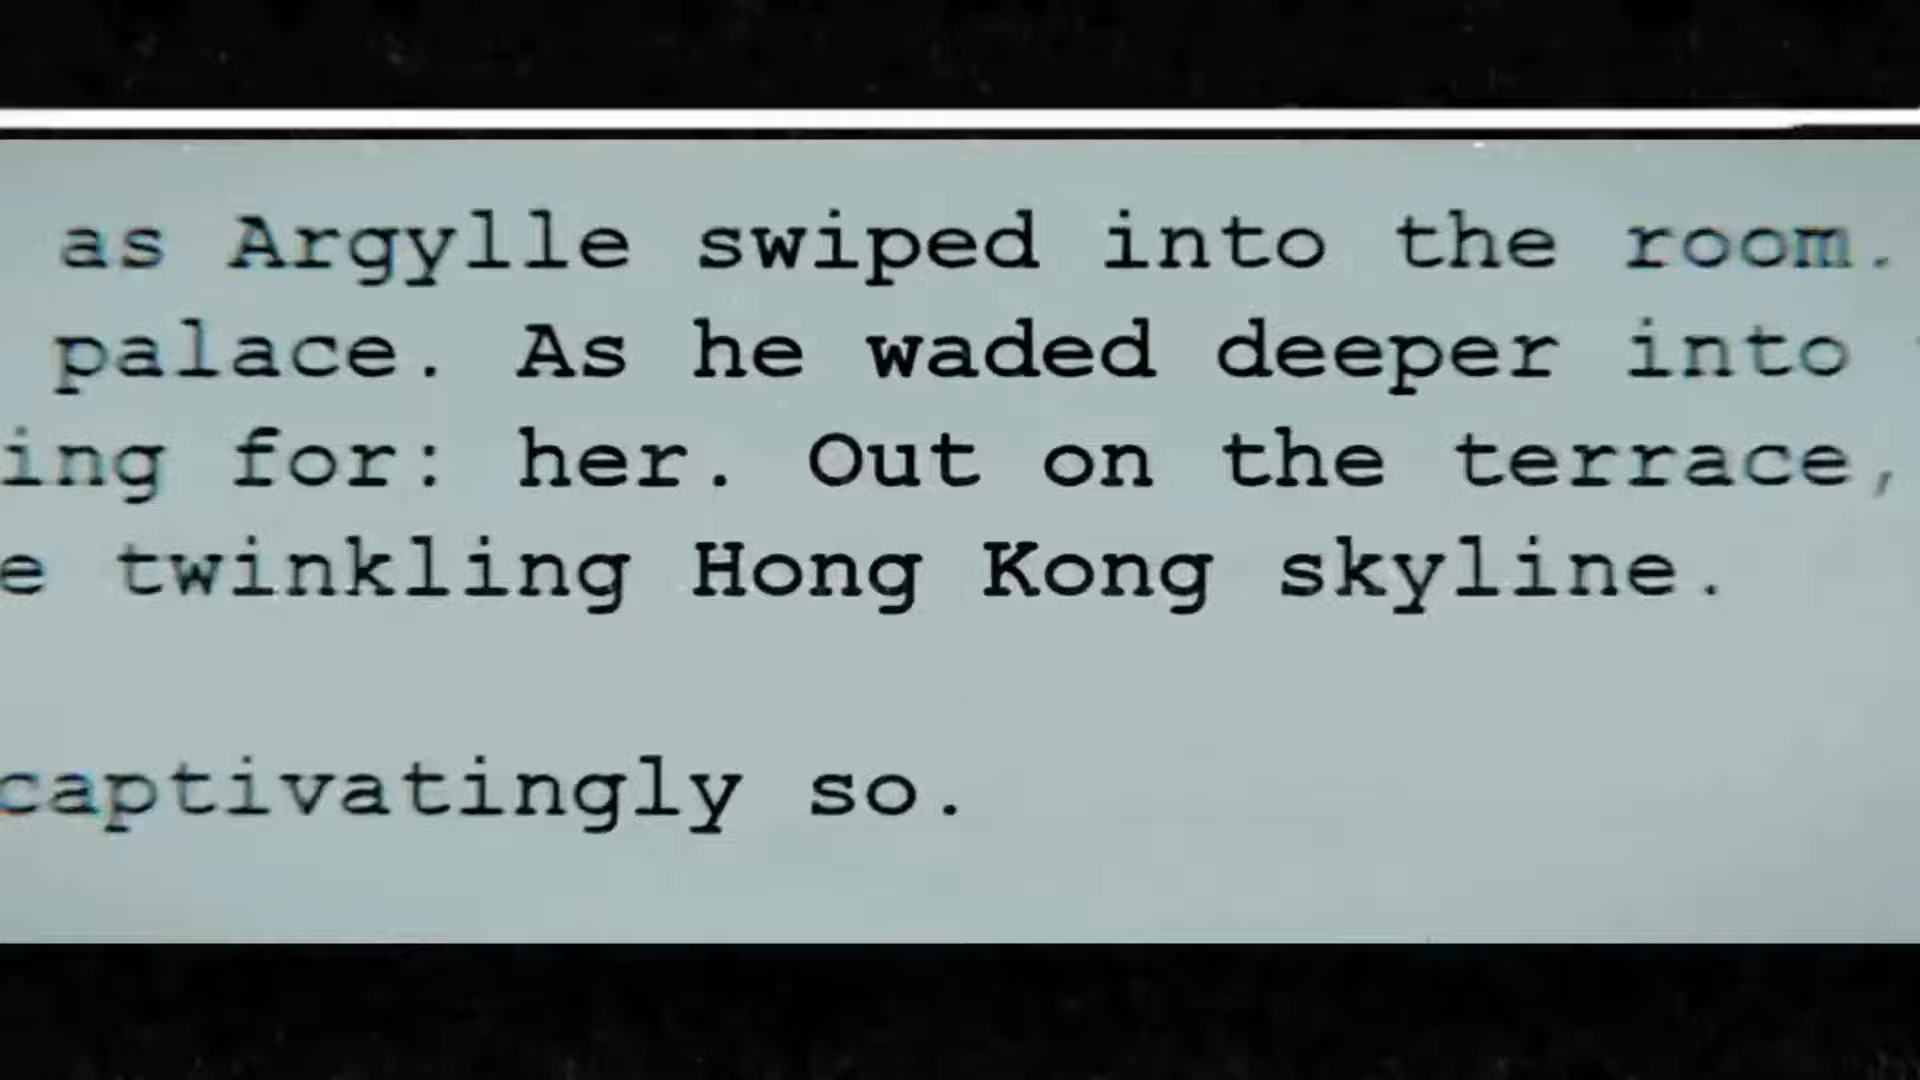 as Argylle swiped into the room.
palace. As he waded deeper into
ing for: her. Out on the terrace,
e twinkling Hong Kong skyline.
captivatingly so.